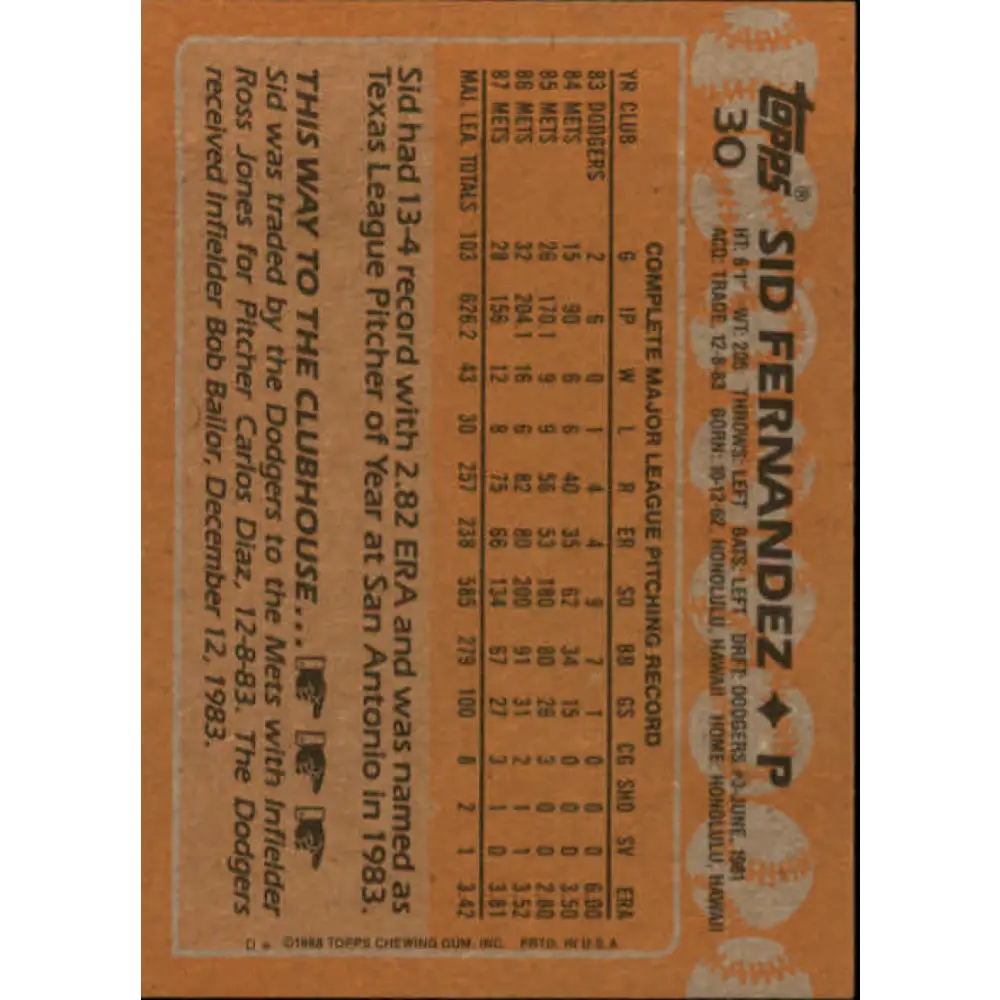 Topps®
30
SID FERNANDEZ ✦ P
HT: 6'1" WT: 205 THROWS: LEFT BATS: LEFT DRFT: DODGERS #3-JUNE, 1981
ACQ: TRADE, 12-8-83 BORN: 10-12-62, HONOLULU, HAWAII HOME: HONOLULU, HAWAII
COMPLETE MAJOR LEAGUE PITCHING RECORD
YR CLUB G IP W L R ER SO BB GS CG SHO SV ERA
83 DODGERS 2 6 0 1 4 4 9 7 1 0 0 0 6.00
84 METS 15 90 6 6 40 35 62 34 15 0 0 0 3.50
85 METS 26 170.1 9 9 56 53 180 80 26 3 0 0 2.80
86 METS 32 204.1 16 6 82 80 200 91 31 2 1 1 3.52
87 METS 28 156 12 8 75 66 134 67 27 3 1 0 3.81
MAJ. LEA. TOTALS 103 626.2 43 30 257 238 585 279 100 8 2 1 3.42
Sid had 13-4 record with 2.82 ERA and was named as
Texas League Pitcher of Year at San Antonio in 1983.
THIS WAY TO THE CLUBHOUSE...
Sid was traded by the Dodgers to the Mets with Infielder
Ross Jones for Pitcher Carlos Diaz, 12-8-83. The Dodgers
received Infielder Bob Bailor, December 12, 1983.
D * ©1988 TOPPS CHEWING GUM, INC. PRTD. IN U.S.A.